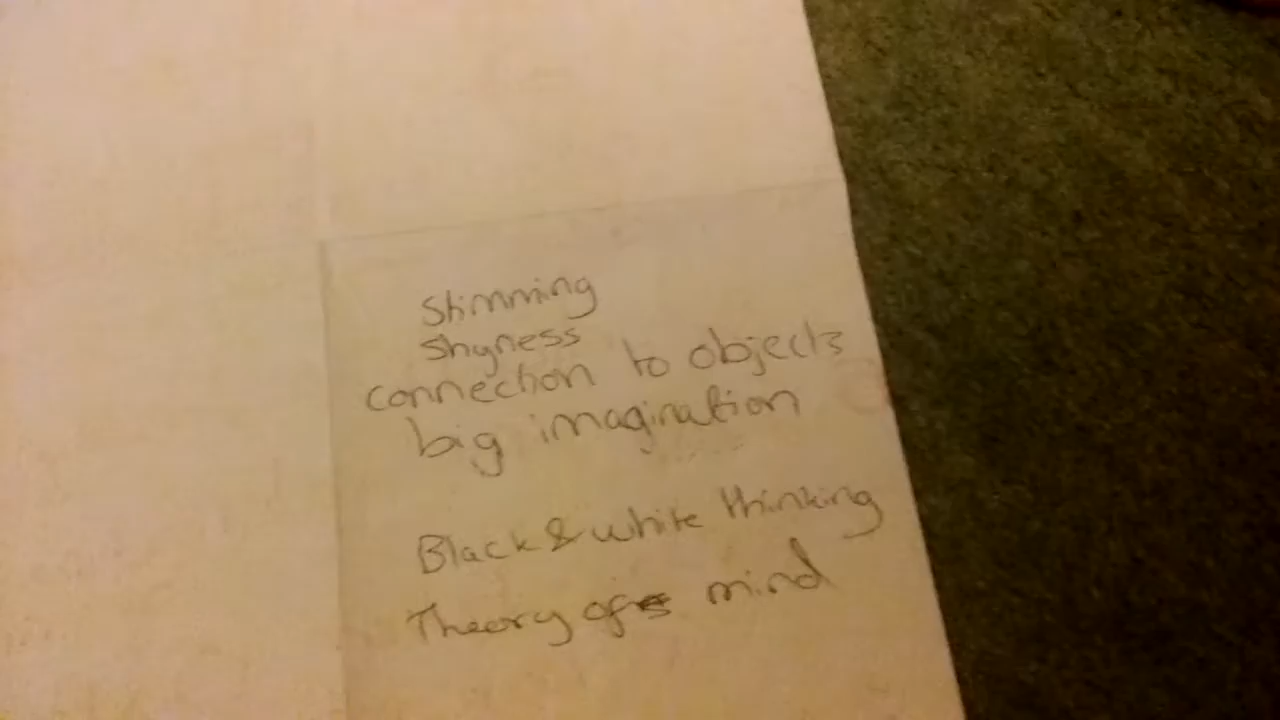 Stimming
Shyness
connection to objects
big imagination
Black & white thinking
Theory of mind